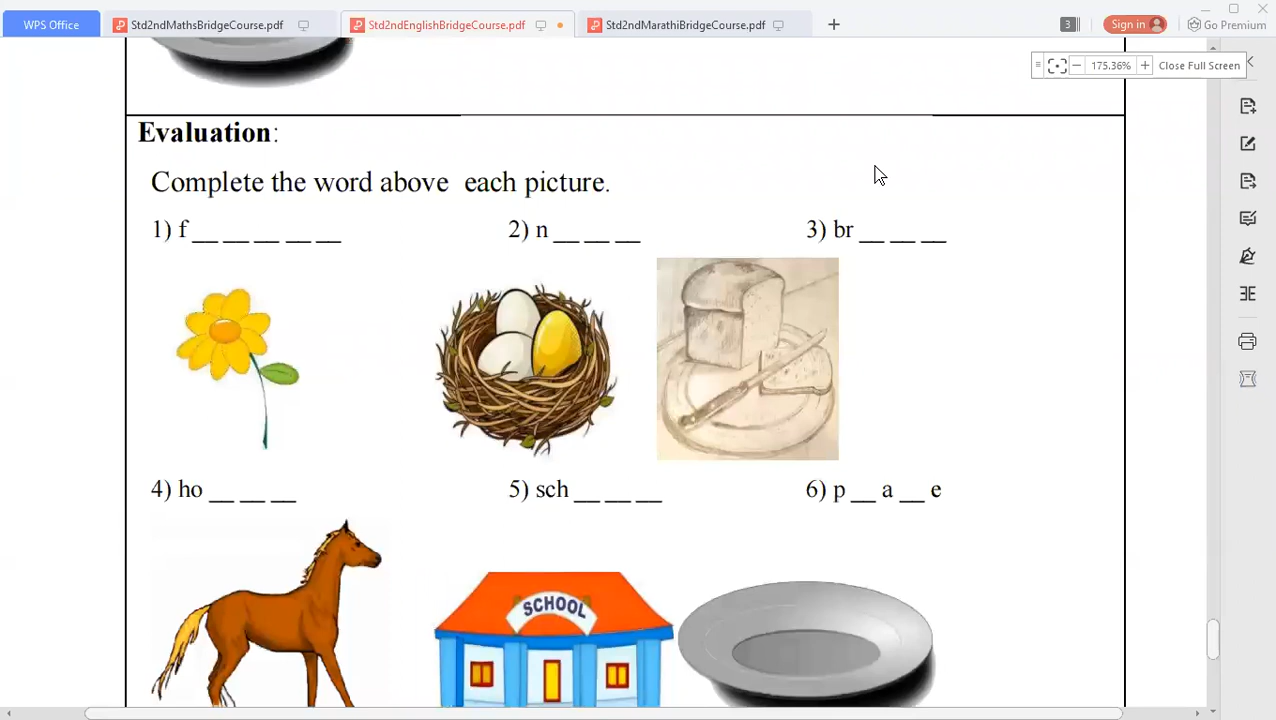 WPS Office Std2ndMathsBridgeCourse.pdf Std2ndEnglishBridgeCourse.pdf Std2ndMarathiBridgeCourse.pdf + 3 Sign in Go Premium
175.36% Close Full Screen
Evaluation:
Complete the word above each picture.
1) f __ __ __ __ __ 2) n __ __ __ 3) br __ __ __
4) ho __ __ __ 5) sch __ __ __ 6) p __ a __ e
SCHOOL